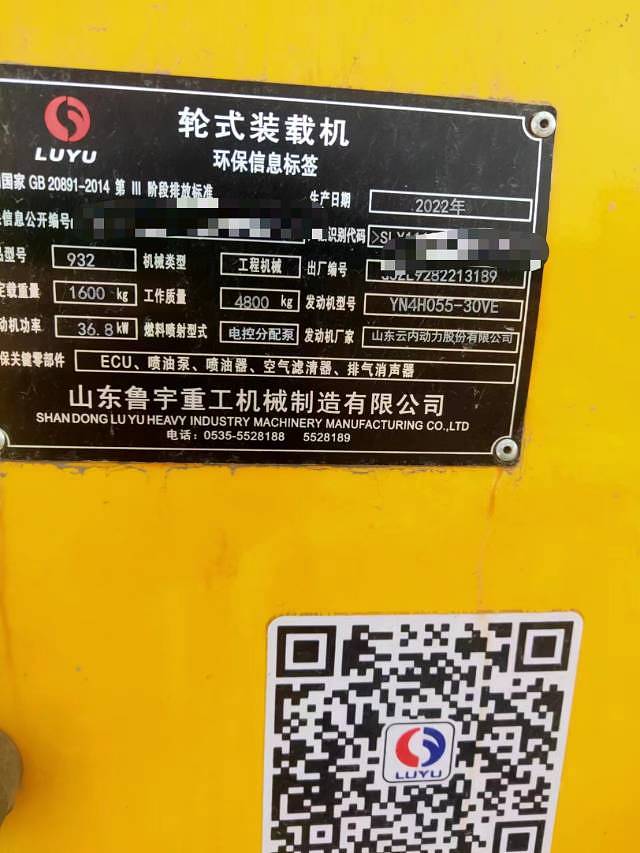 LUYU
轮式装载机
环保信息标签
国家 GB 20891-2014 第 III 阶段排放标准
生产日期 2022年
信息公开编号
识别代码
型号 932 机械类型 工程机械 出厂编号 9282213189
载重量 1600 kg 工作质量 4800 kg 发动机型号 YN4H055-30VE
动机功率 36.8 kW 燃料喷射型式 电控分配泵 发动机厂家 山东云内动力股份有限公司
保关键零部件 ECU、喷油泵、喷油器、空气滤清器、排气消声器
山东鲁宇重工机械制造有限公司
SHAN DONG LU YU HEAVY INDUSTRY MACHINERY MANUFACTURING CO.,LTD
电话: 0535-5528188 5528189
LUYU